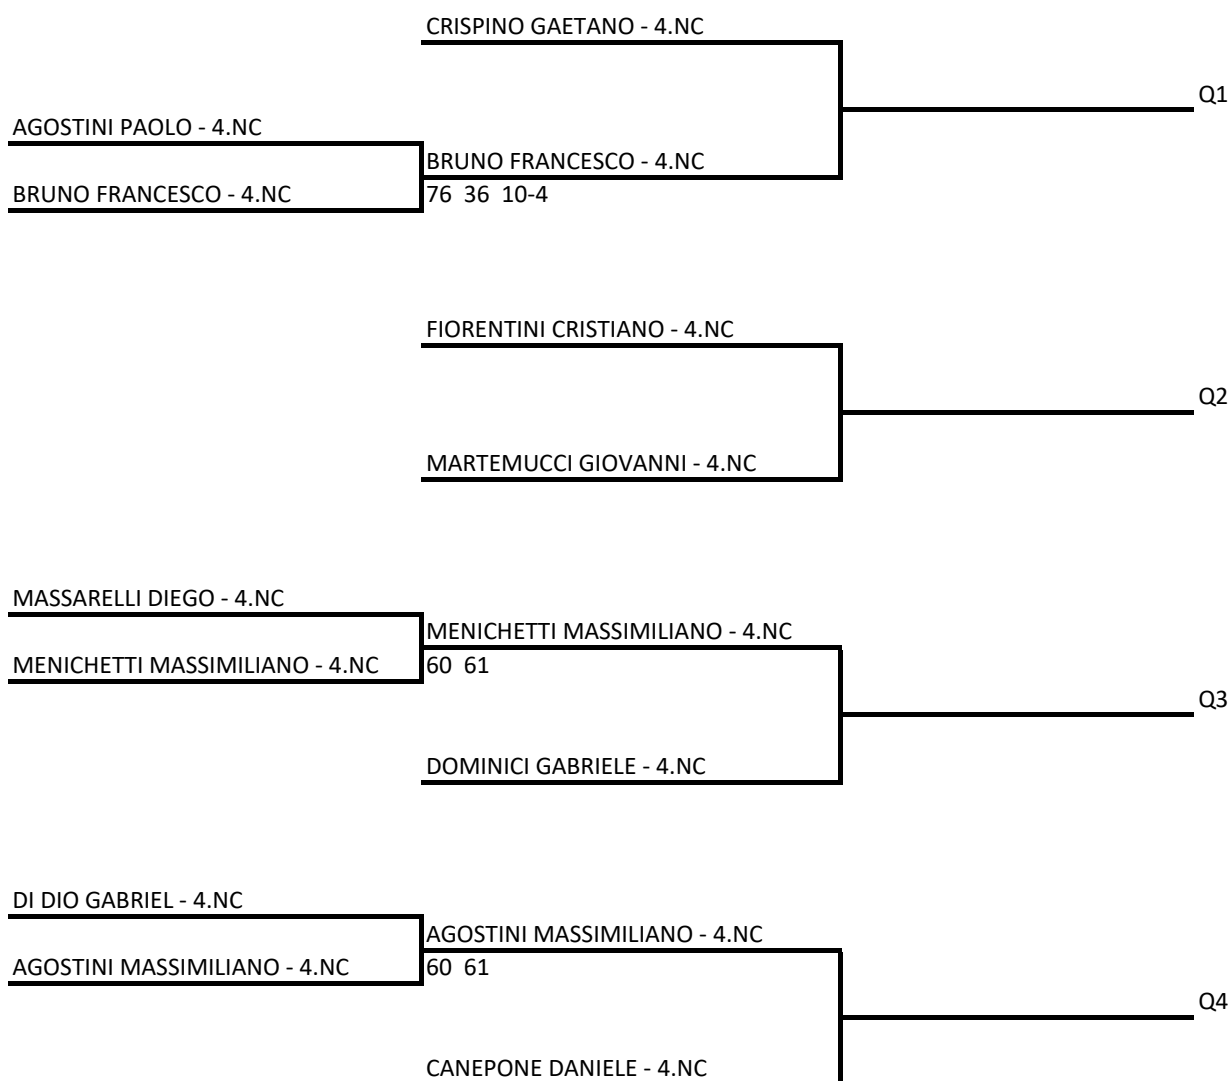 CRISPINO GAETANO - 4.NC
Q1
AGOSTINI PAOLO - 4.NC
BRUNO FRANCESCO - 4.NC
BRUNO FRANCESCO - 4.NC
76 36 10-4
FIORENTINI CRISTIANO - 4.NC
Q2
MARTEMUCCI GIOVANNI - 4.NC
MASSARELLI DIEGO - 4.NC
MENICHETTI MASSIMILIANO - 4.NC
MENICHETTI MASSIMILIANO - 4.NC
60 61
Q3
DOMINICI GABRIELE - 4.NC
DI DIO GABRIEL - 4.NC
AGOSTINI MASSIMILIANO - 4.NC
AGOSTINI MASSIMILIANO - 4.NC
60 61
Q4
CANEPONE DANIELE - 4.NC